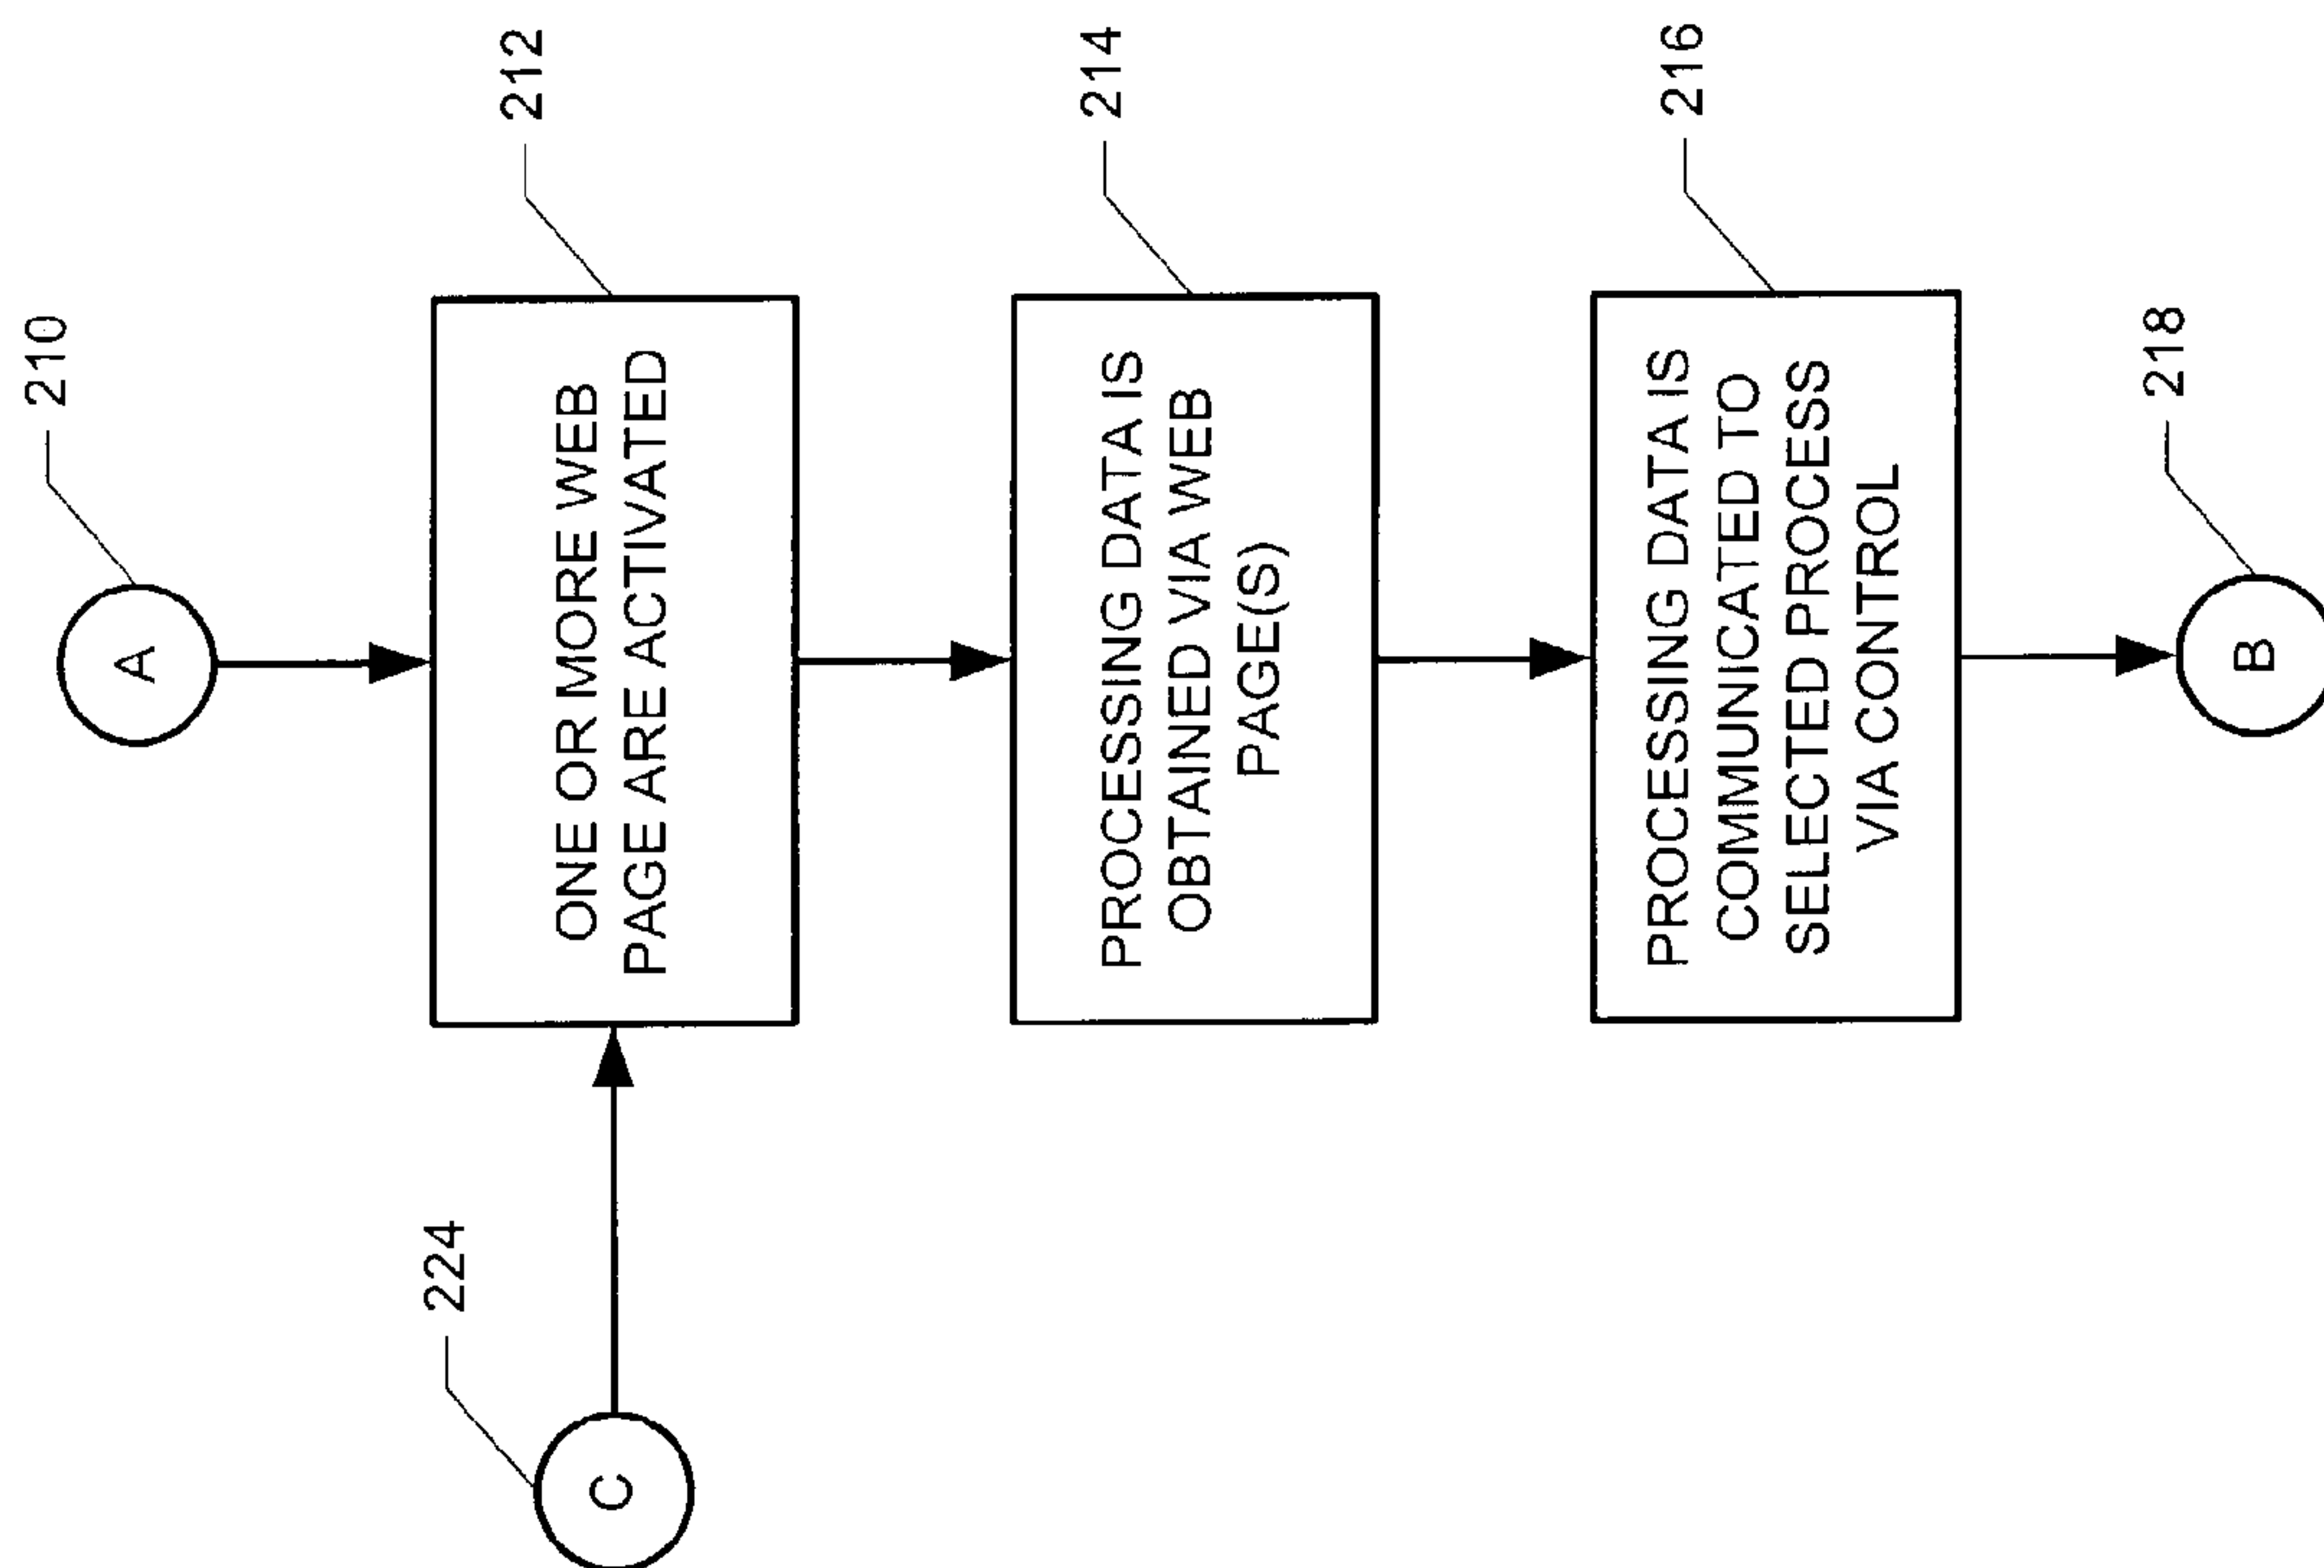 210
A
212
ONE OR MORE WEB
PAGE ARE ACTIVATED
224
C
214
PROCESSING DATA IS
OBTAINED VIA WEB
PAGE(S)
216
PROCESSING DATA IS
COMMUNICATED TO
SELECTED PROCESS
VIA CONTROL
218
B